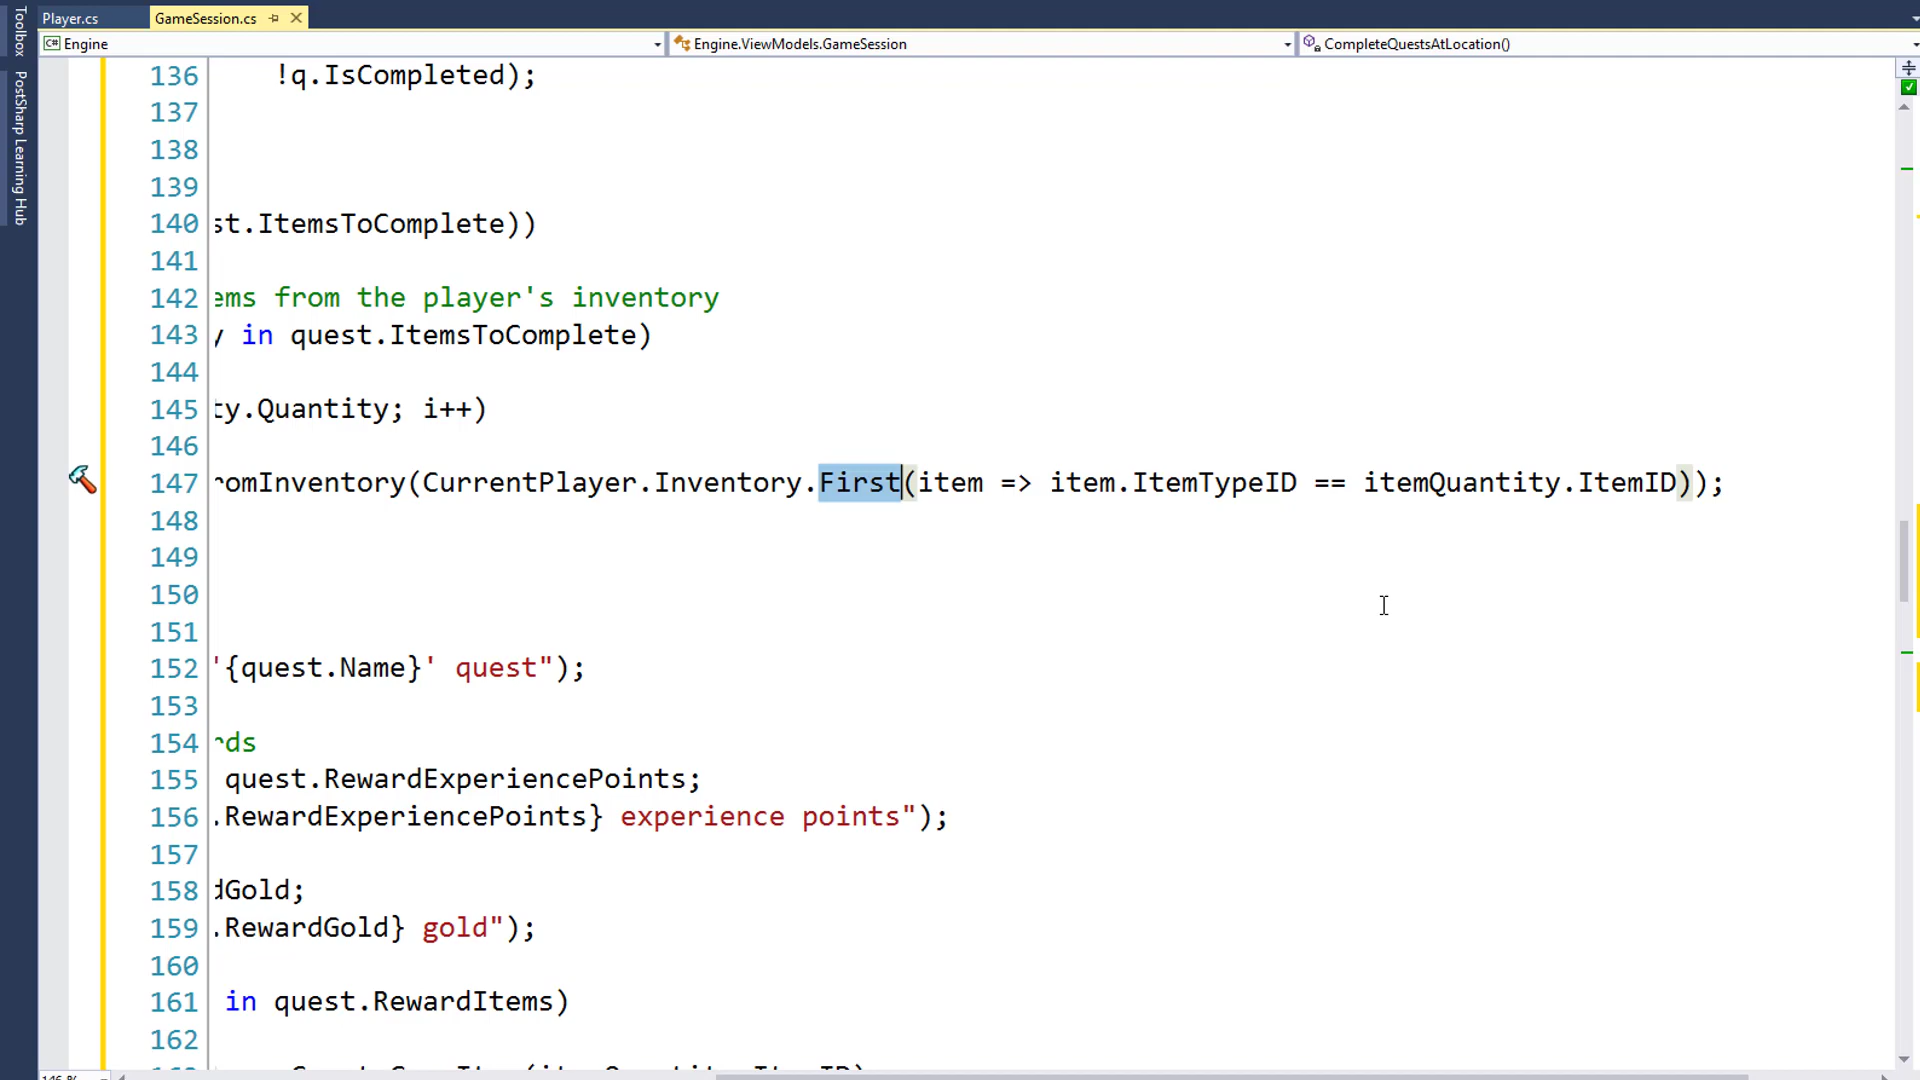 Player.cs
GameSession.cs
Toolbox
PostSharp Learning Hub
C# Engine
Engine.ViewModels.GameSession
CompleteQuestsAtLocation()
136 !q.IsCompleted);
137
138
139
140 st.ItemsToComplete))
141
142 ems from the player's inventory
143 y in quest.ItemsToComplete)
144
145 ty.Quantity; i++)
146
147 romInventory(CurrentPlayer.Inventory.First(item => item.ItemTypeID == itemQuantity.ItemID));
148
149
150
151
152 '{quest.Name}' quest");
153
154 rds
155 quest.RewardExperiencePoints;
156 .RewardExperiencePoints} experience points");
157
158 dGold;
159 .RewardGold} gold");
160
161 in quest.RewardItems)
162